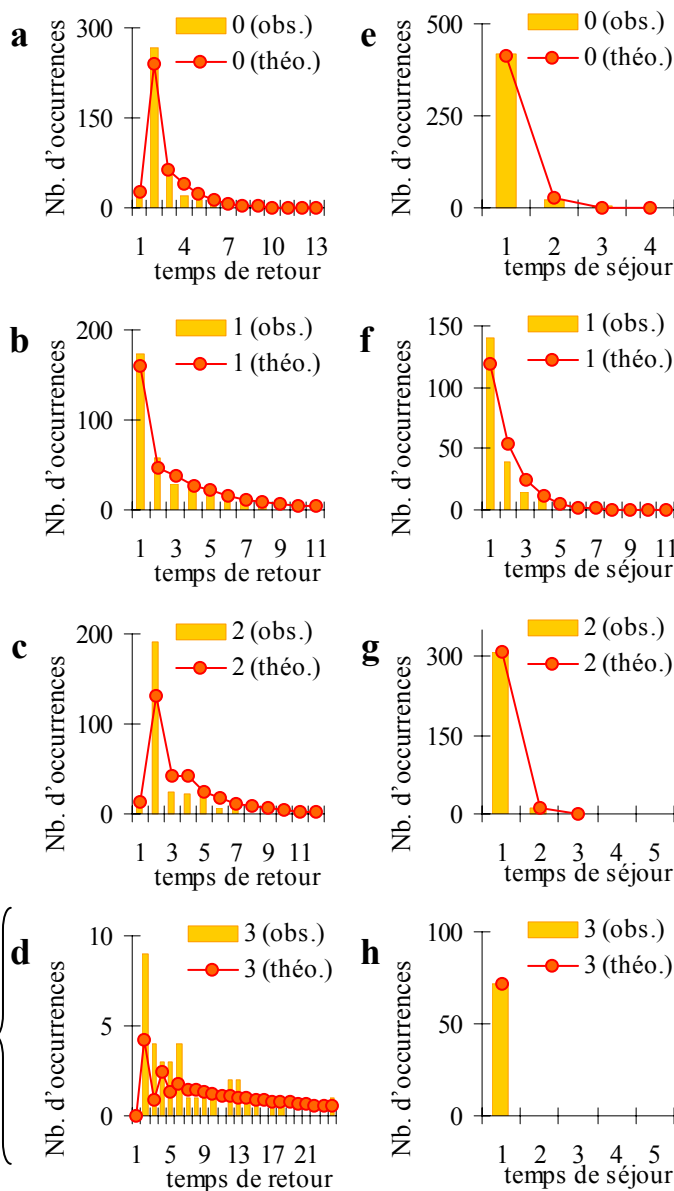 a
0 (obs.)
0 (théo.)
Nb. d'occurrences
300
150
0
1 4 7 10 13
temps de retour
e
0 (obs.)
0 (théo.)
Nb. d'occurrences
500
250
0
1 2 3 4
temps de séjour
b
1 (obs.)
1 (théo.)
Nb. d'occurrences
200
100
0
1 3 5 7 9 11
temps de retour
f
1 (obs.)
1 (théo.)
Nb. d'occurrences
150
100
50
0
1 3 5 7 9 11
temps de séjour
c
2 (obs.)
2 (théo.)
Nb. d'occurrences
200
100
0
1 3 5 7 9 11
temps de retour
g
2 (obs.)
2 (théo.)
Nb. d'occurrences
300
150
0
1 2 3 4 5
temps de séjour
d
3 (obs.)
3 (théo.)
Nb. d'occurrences
10
5
0
1 5 9 13 17 21
temps de retour
h
3 (obs.)
3 (théo.)
Nb. d'occurrences
100
50
0
1 2 3 4 5
temps de séjour